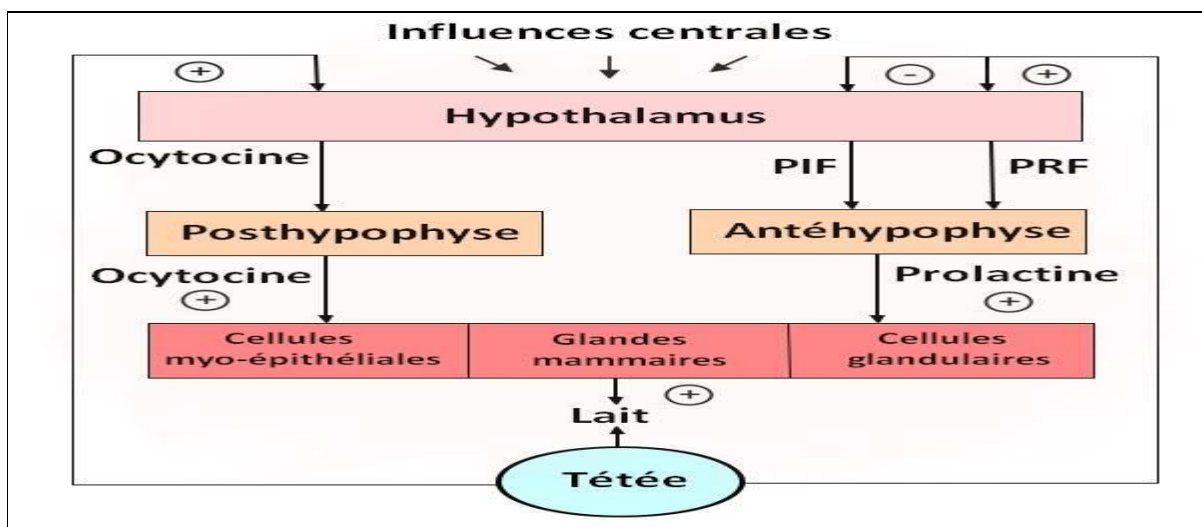 Influences centrales
+
-
+
Hypothalamus
Ocytocine
PIF
PRF
Posthypophyse
Antéhypophyse
Ocytocine
+
Prolactine
+
Cellules
myo-épithéliales
Glandes
mammaires
Cellules
glandulaires
+
Lait
Tétée